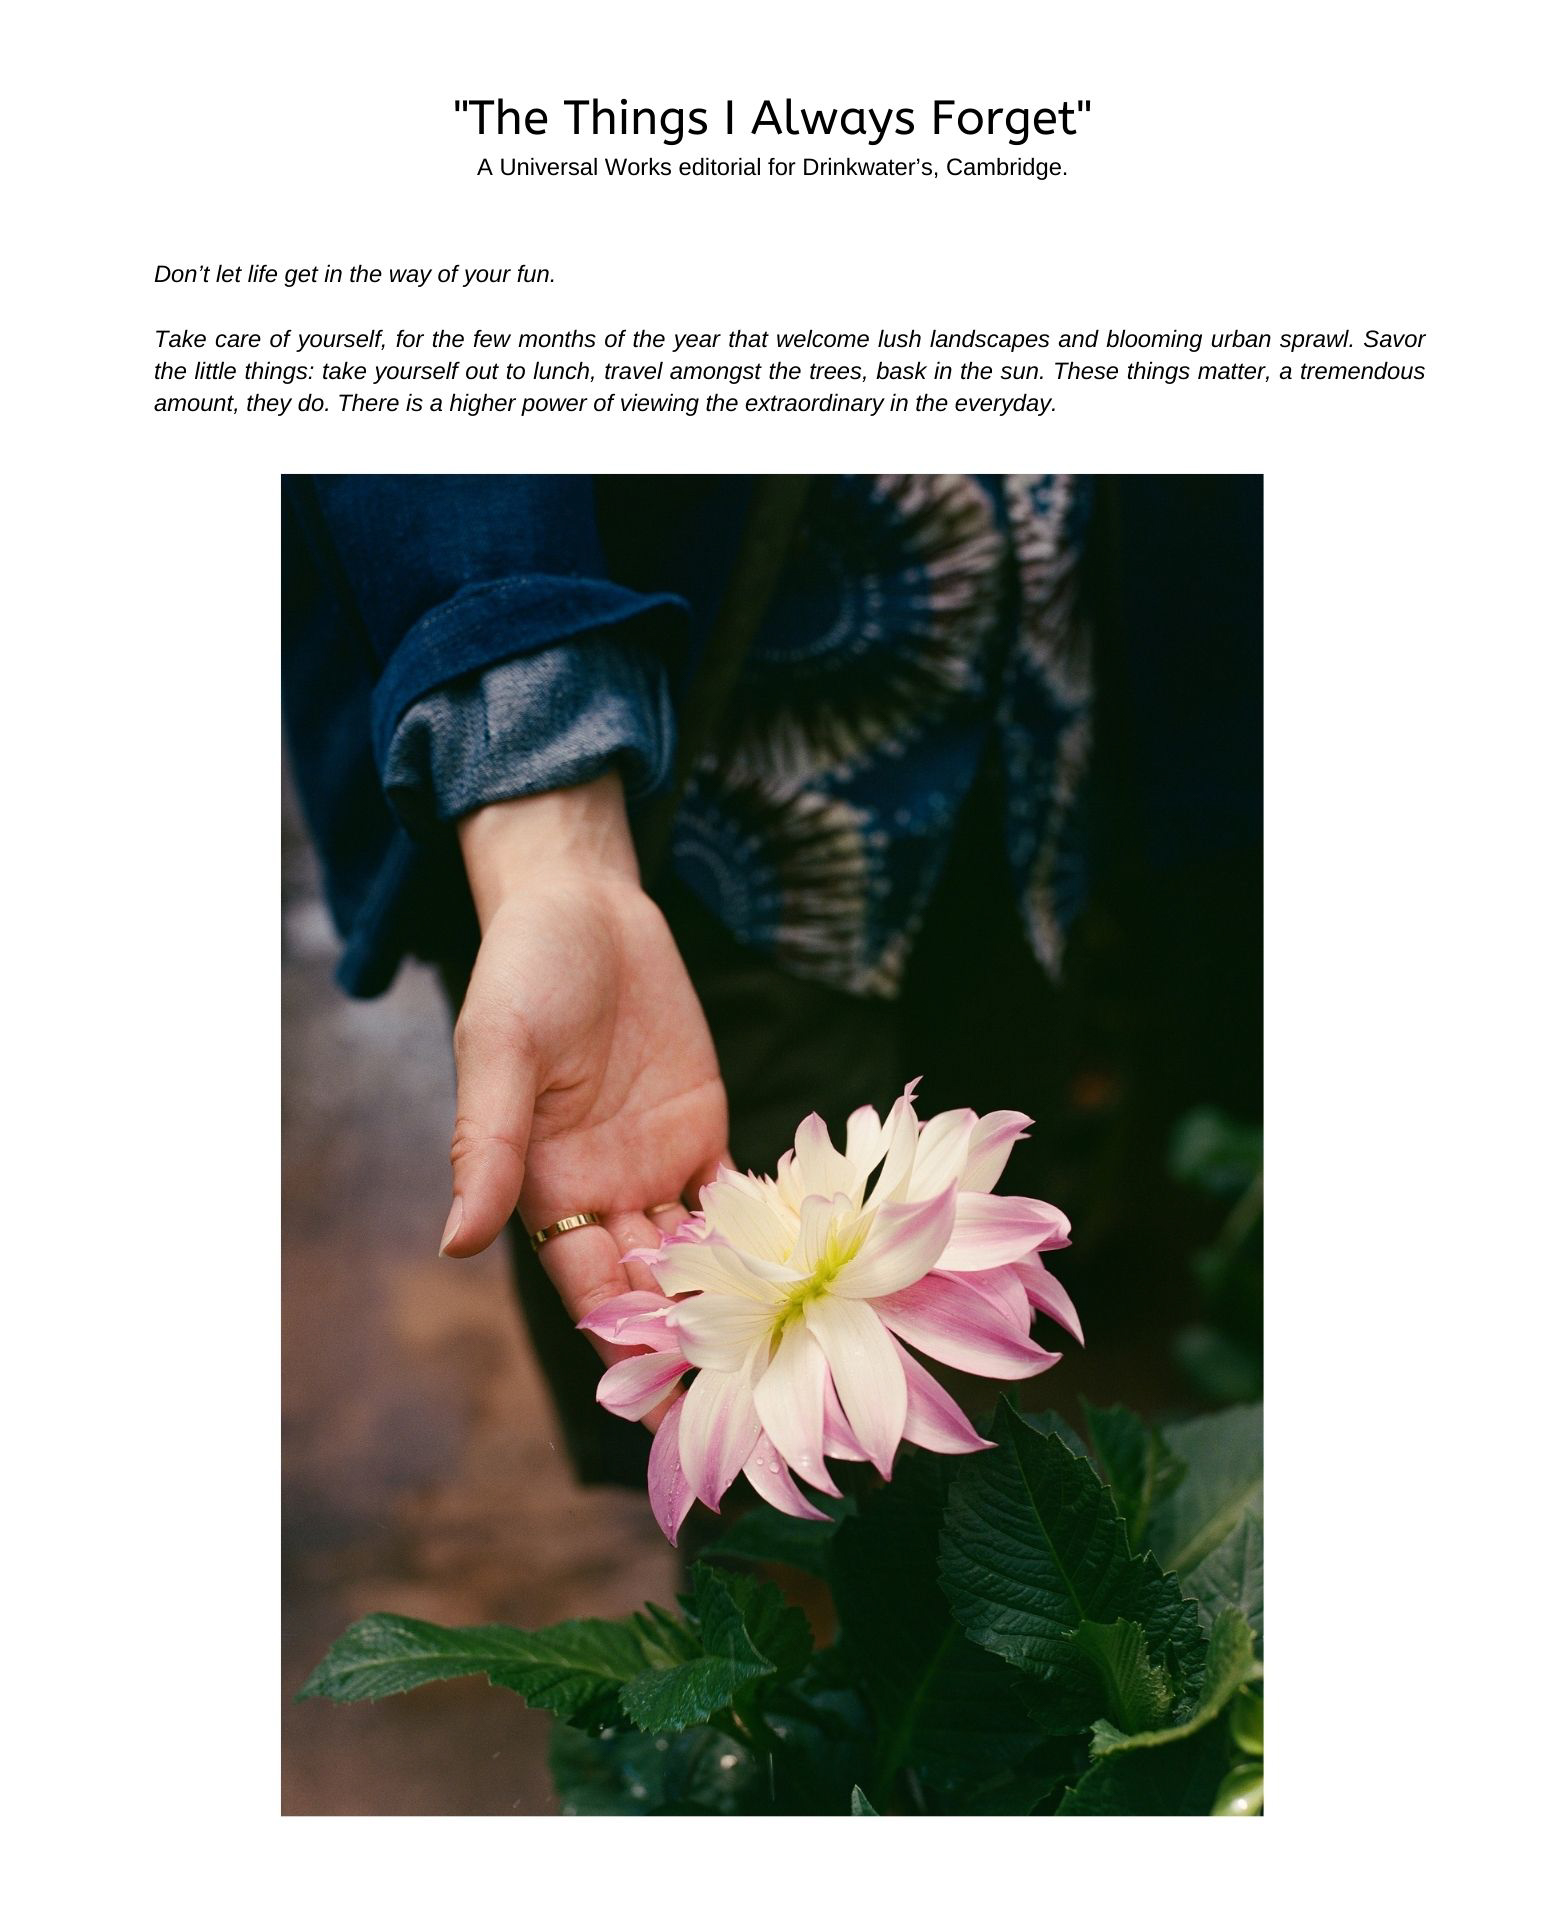 "The Things I Always Forget"
A Universal Works editorial for Drinkwater’s, Cambridge.
Don’t let life get in the way of your fun.
Take care of yourself, for the few months of the year that welcome lush landscapes and blooming urban sprawl. Savor
the little things: take yourself out to lunch, travel amongst the trees, bask in the sun. These things matter, a tremendous
amount, they do. There is a higher power of viewing the extraordinary in the everyday.